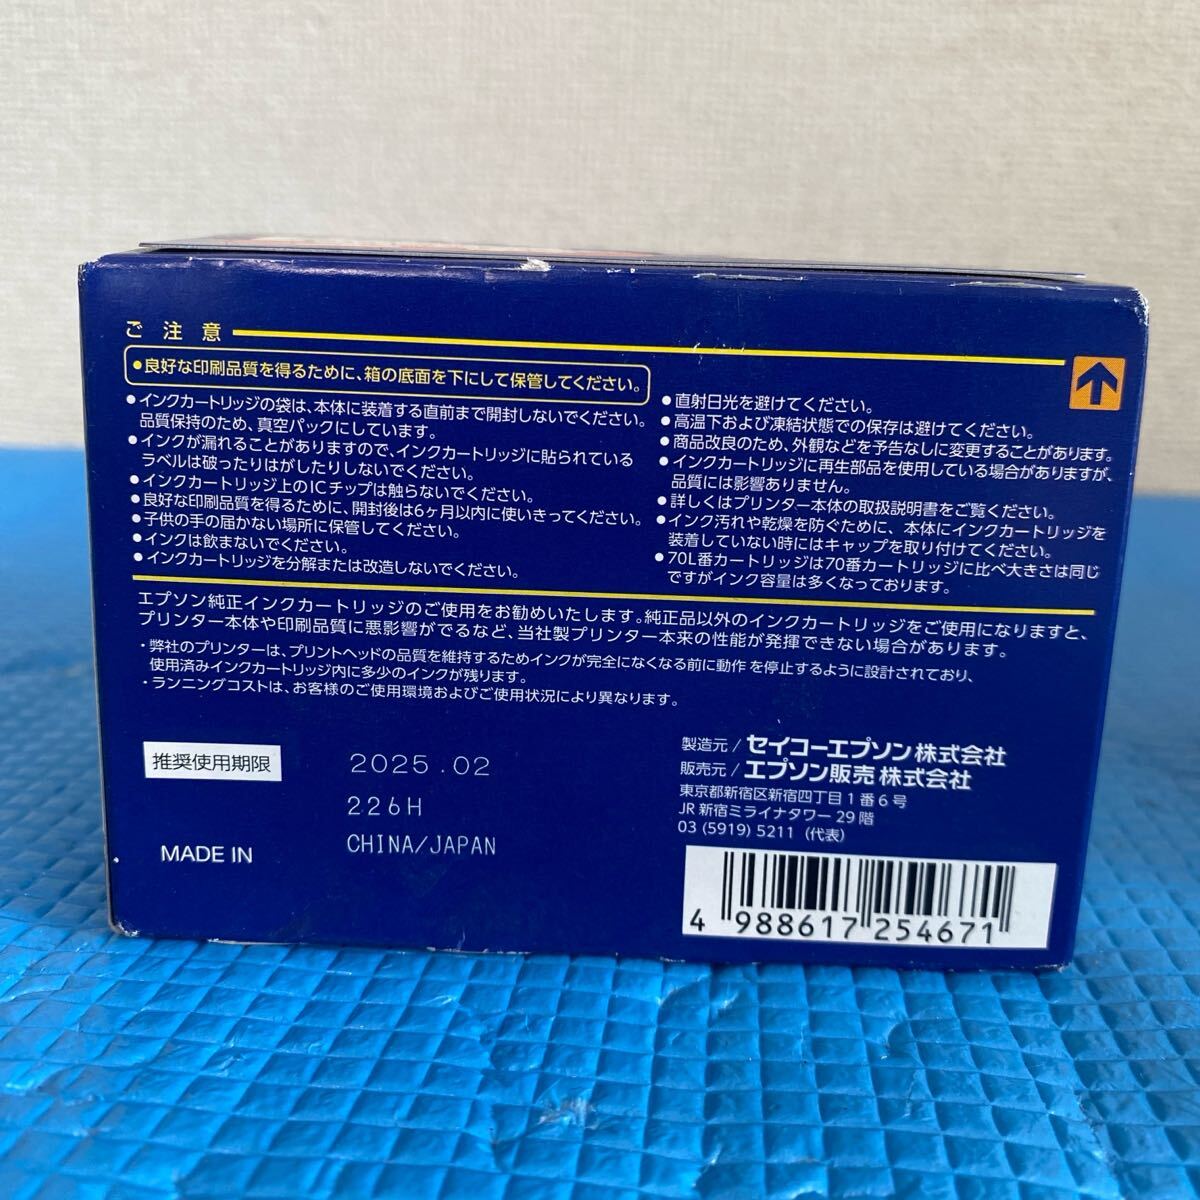 ご注意
●良好な印刷品質を得るために、箱の底面を下にして保管してください。
●インクカートリッジの袋は、本体に装着する直前まで開封しないでください。
品質保持のため、真空パックにしています。
●インクが漏れることがありますので、インクカートリッジに貼られている
ラベルは破ったりはがしたりしないでください。
●インクカートリッジ上のICチップは触らないでください。
●良好な印刷品質を得るために、開封後は6ヶ月以内に使いきってください。
●子供の手の届かない場所に保管してください。
●インクは飲まないでください。
●インクカートリッジを分解または改造しないでください。
●直射日光を避けてください。
●高温下および凍結状態での保存は避けてください。
●商品改良のため、外観などを予告なしに変更することがあります。
●インクカートリッジに再生部品を使用している場合がありますが、
品質には影響ありません。
●詳しくはプリンター本体の取扱説明書をご覧ください。
●インク汚れや乾燥を防ぐために、本体にインクカートリッジを
装着していない時にはキャップを取り付けてください。
●70L番カートリッジは70番カートリッジに比べ大きさは同じ
ですがインク容量は多くなっております。
エプソン純正インクカートリッジのご使用をお勧めいたします。純正品以外のインクカートリッジをご使用になりますと、
プリンター本体や印刷品質に悪影響がでるなど、当社製プリンター本来の性能が発揮できない場合があります。
・弊社のプリンターは、プリントヘッドの品質を維持するためインクが完全になくなる前に動作を停止するように設計されており、
使用済みインクカートリッジ内に多少のインクが残ります。
・ランニングコストは、お客様のご使用環境およびご使用状況により異なります。
推奨使用期限 2025.02
226H
MADE IN CHINA/JAPAN
製造元/セイコーエプソン株式会社
販売元/エプソン販売株式会社
東京都新宿区新宿四丁目1番6号
JR新宿ミライナタワー29階
03 (5919) 5211 (代表)
4 988617 254671